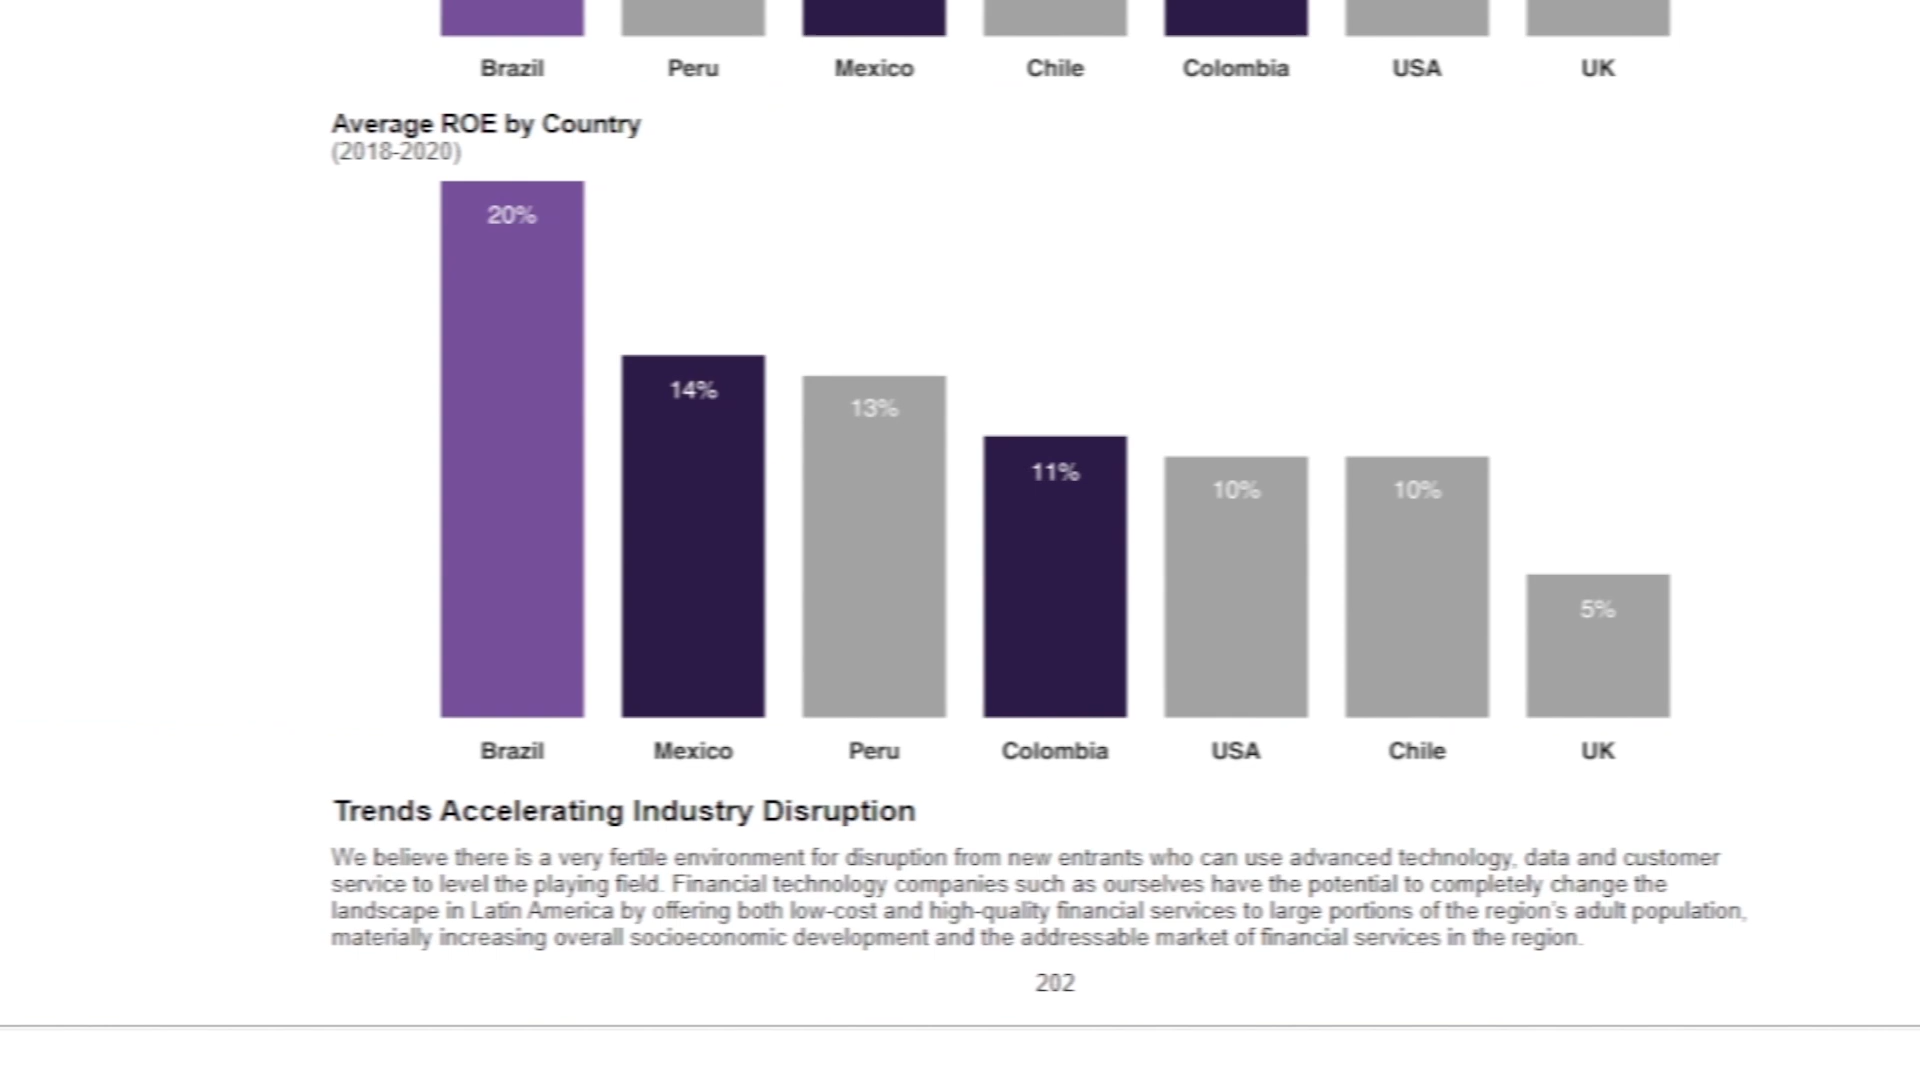 Brazil Peru Mexico Chile Colombia USA UK
Average ROE by Country
(2018-2020)
20%
14%
13%
11%
10%
10%
5%
Brazil Mexico Peru Colombia USA Chile UK
Trends Accelerating Industry Disruption
We believe there is a very fertile environment for disruption from new entrants who can use advanced technology, data and customer
service to level the playing field. Financial technology companies such as ourselves have the potential to completely change the
landscape in Latin America by offering both low-cost and high-quality financial services to large portions of the region's adult population,
materially increasing overall socioeconomic development and the addressable market of financial services in the region.
202